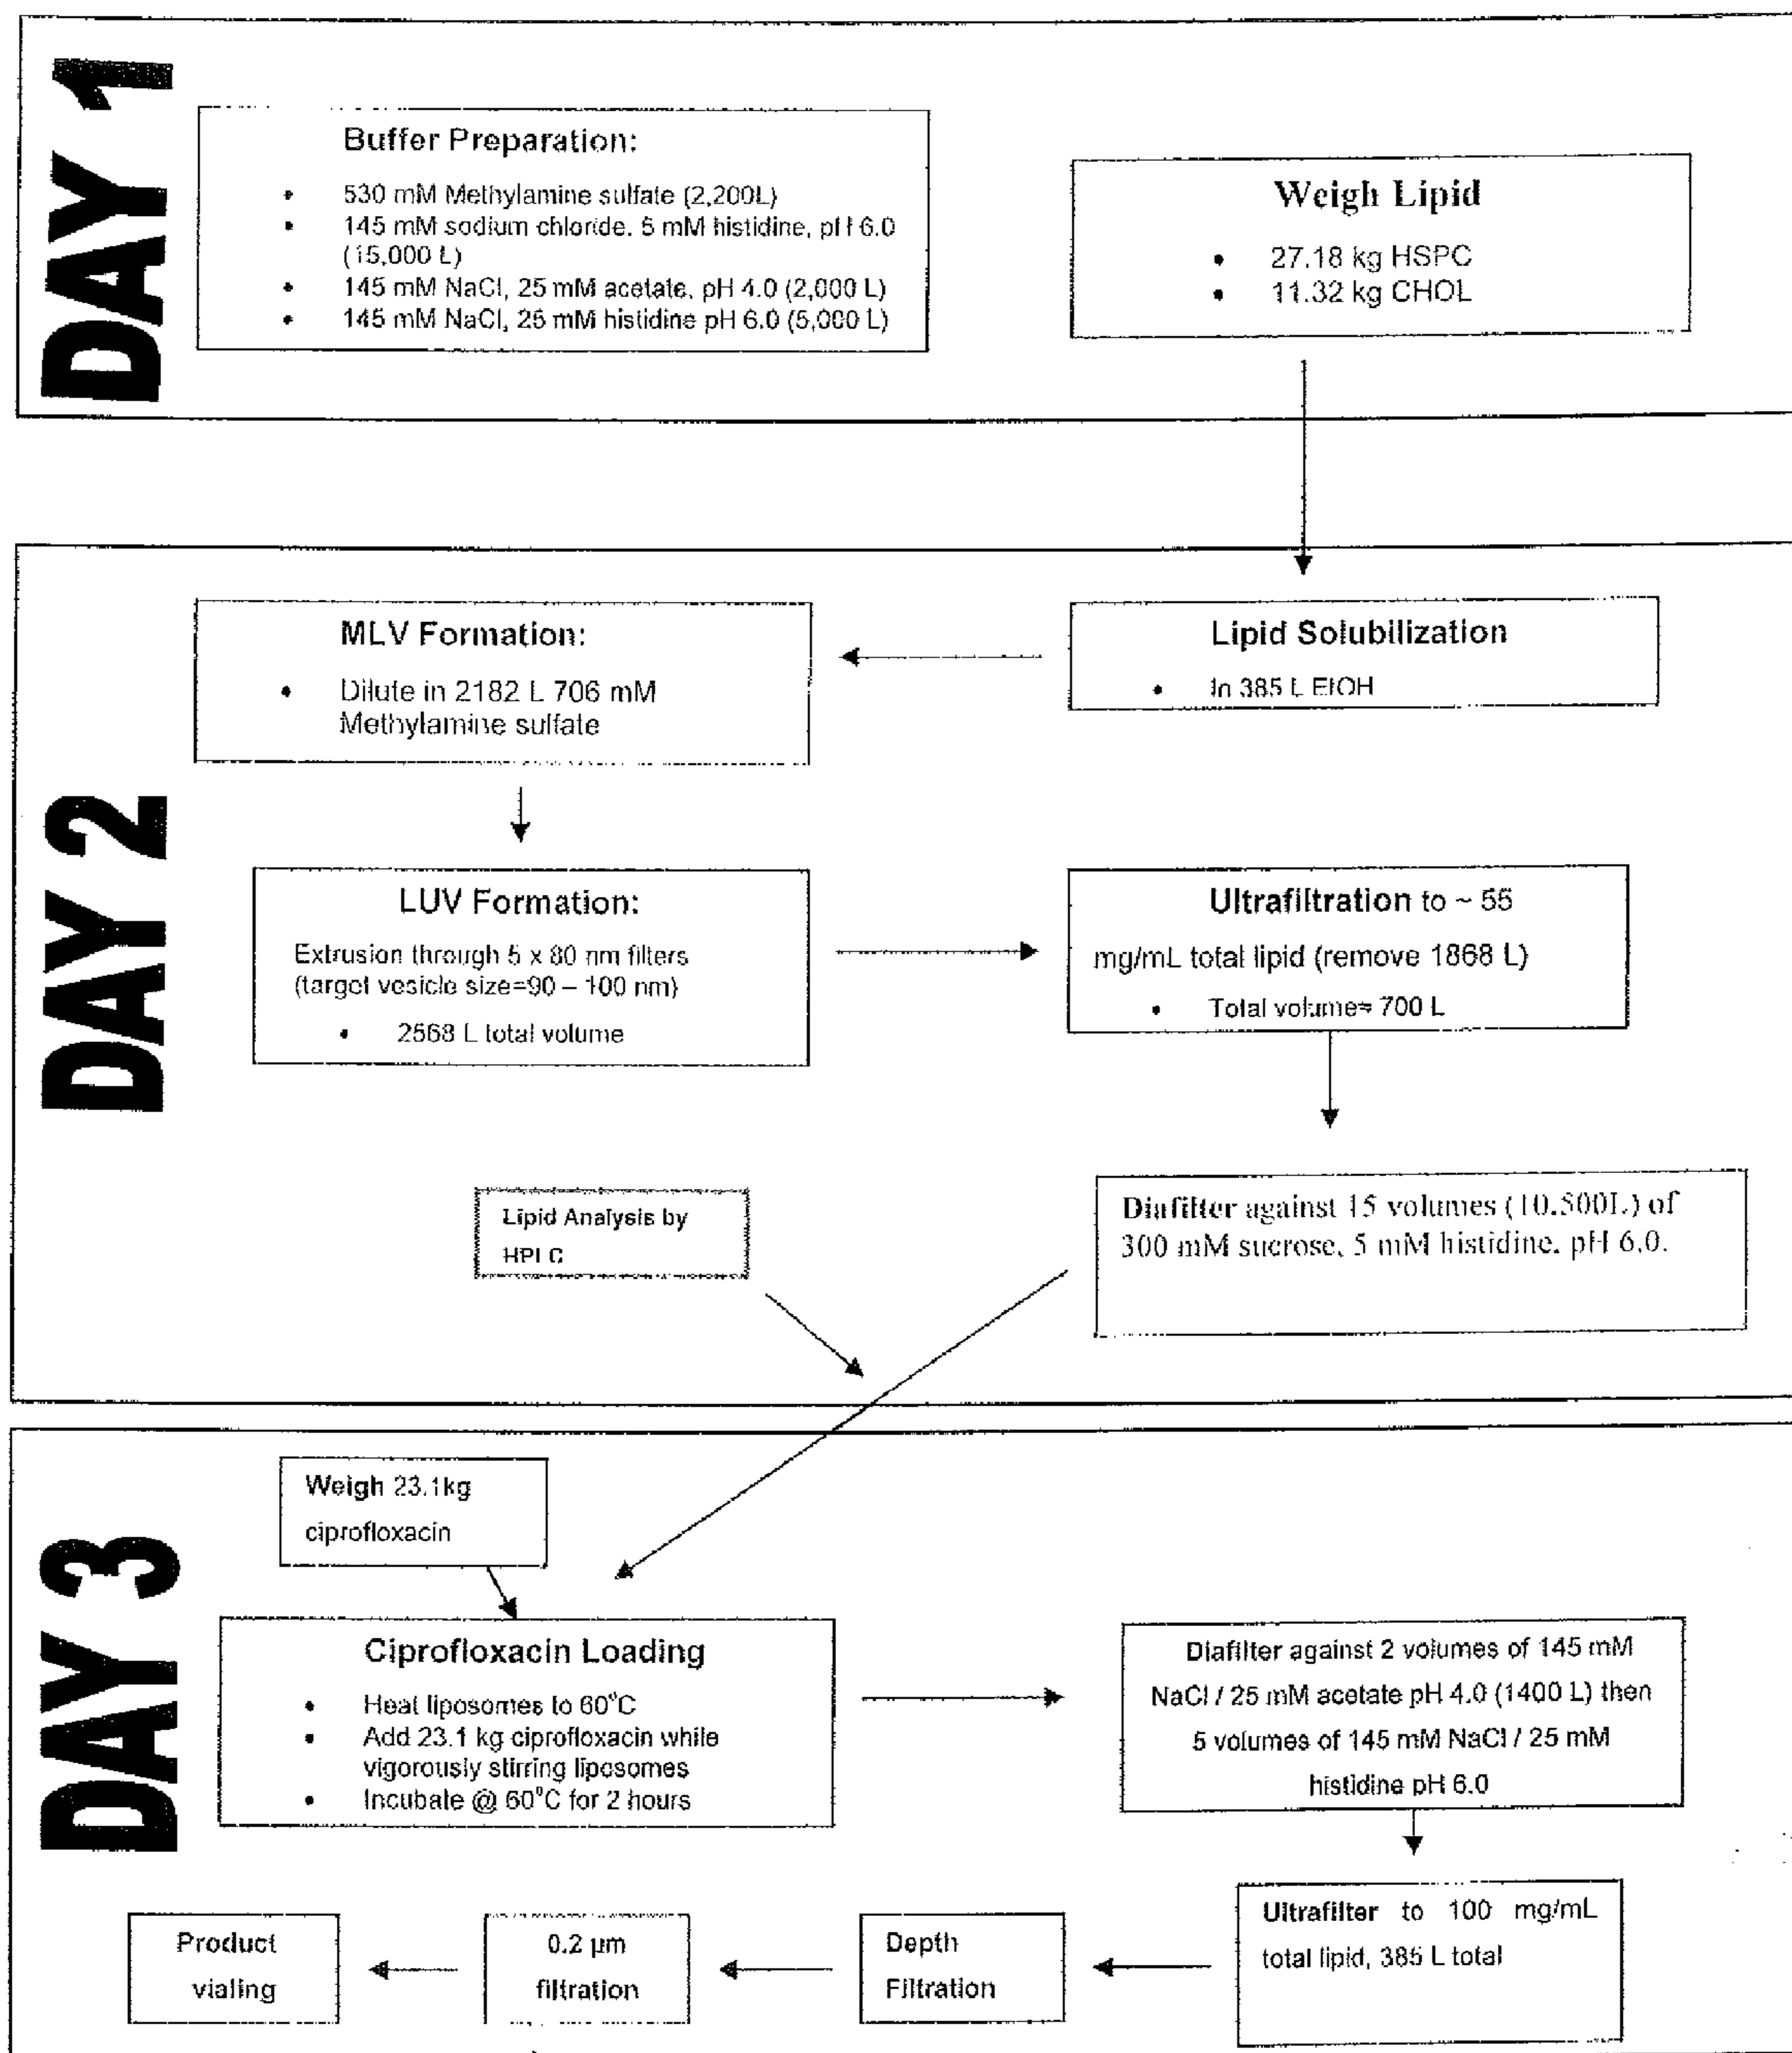 DAY 1
Buffer Preparation:
• 530 mM Methylamine sulfate (2,200L)
• 145 mM sodium chloride, 5 mM histidine, pH 6.0
(15,000 L)
• 145 mM NaCl, 25 mM acetate, pH 4.0 (2,000 L)
• 145 mM NaCl, 25 mM histidine pH 6.0 (5,000 L)
Weigh Lipid
• 27.18 kg HSPC
• 11.32 kg CHOL
DAY 2
Lipid Solubilization
• In 385 L EtOH
MLV Formation:
• Dilute in 2182 L 706 mM
Methylamine sulfate
LUV Formation:
Extrusion through 5 x 80 nm filters
(target vesicle size=90 – 100 nm)
• 2568 L total volume
Ultrafiltration to ~ 55
mg/mL total lipid (remove 1868 L)
• Total volume= 700 L
Diafilter against 15 volumes (10,500L) of
300 mM sucrose, 5 mM histidine, pH 6.0.
Lipid Analysis by
HPLC
DAY 3
Weigh 23.1kg
ciprofloxacin
Ciprofloxacin Loading
• Heat liposomes to 60°C
• Add 23.1 kg ciprofloxacin while
vigorously stirring liposomes
• Incubate @ 60°C for 2 hours
Diafilter against 2 volumes of 145 mM
NaCl / 25 mM acetate pH 4.0 (1400 L) then
5 volumes of 145 mM NaCl / 25 mM
histidine pH 6.0
Ultrafilter to 100 mg/mL
total lipid, 385 L total
Depth
Filtration
0.2 µm
filtration
Product
vialing